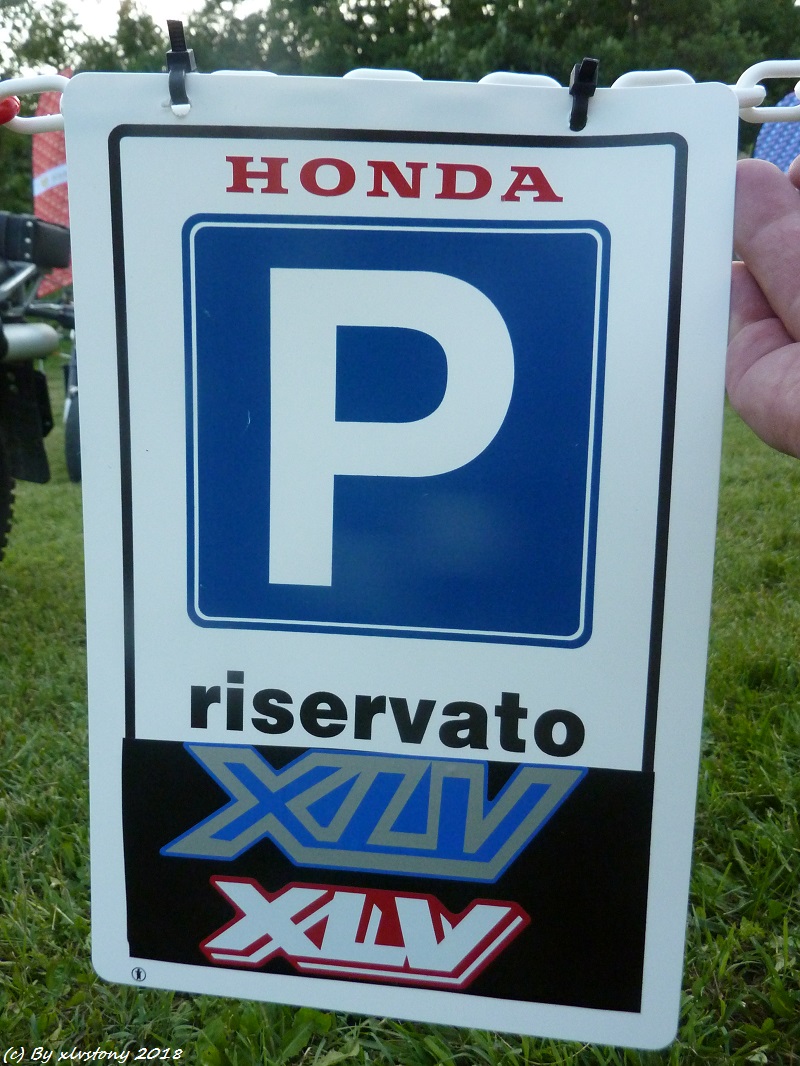 HONDA
P
riservato
XLV
XLV
(c) By xlvstony 2018